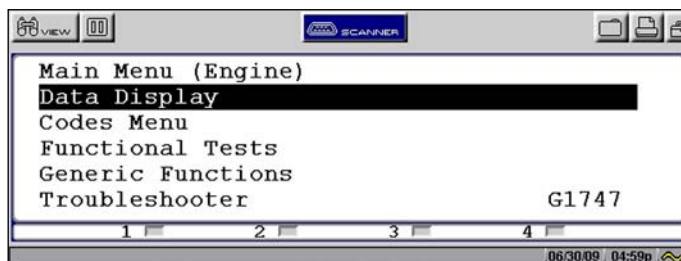 VIEW SCANNER
Main Menu (Engine)
Data Display
Codes Menu
Functional Tests
Generic Functions
Troubleshooter G1747
1 2 3 4
06/30/09 04:59p